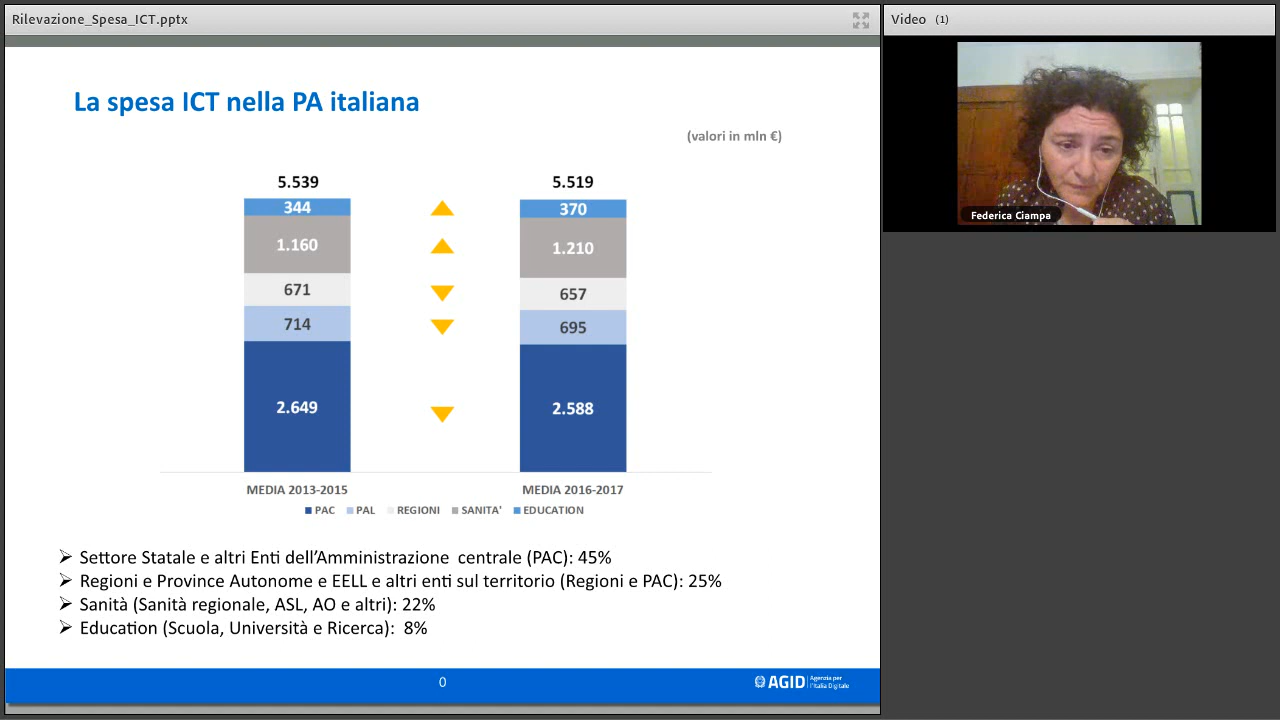 Rilevazione_Spesa_ICT.pptx
Video (1)
Federica Ciampa
La spesa ICT nella PA italiana
(valori in mln €)
5.539
5.519
344
370
1.160
1.210
671
657
714
695
2.649
2.588
MEDIA 2013-2015
MEDIA 2016-2017
PAC PAL REGIONI SANITA' EDUCATION
➢ Settore Statale e altri Enti dell’Amministrazione centrale (PAC): 45%
➢ Regioni e Province Autonome e EELL e altri enti sul territorio (Regioni e PAC): 25%
➢ Sanità (Sanità regionale, ASL, AO e altri): 22%
➢ Education (Scuola, Università e Ricerca): 8%
0
AGID
Agenzia per
l'Italia Digitale